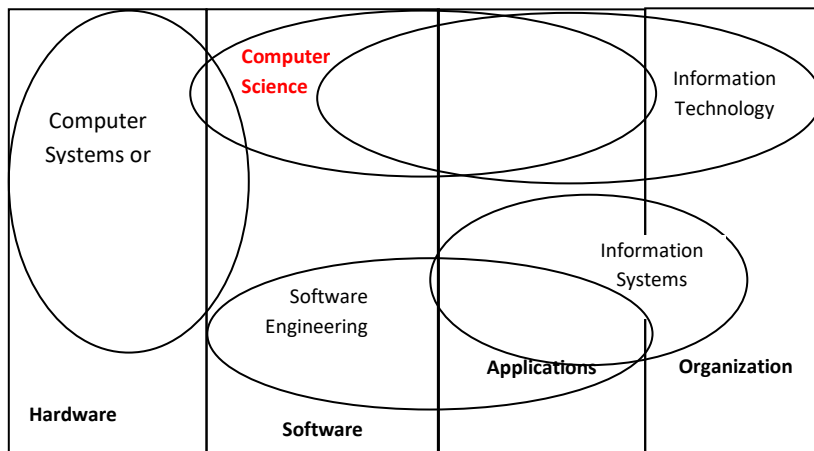 Computer
Science
Information
Technology
Computer
Systems or
Information
Systems
Software
Engineering
Applications
Organization
Hardware
Software